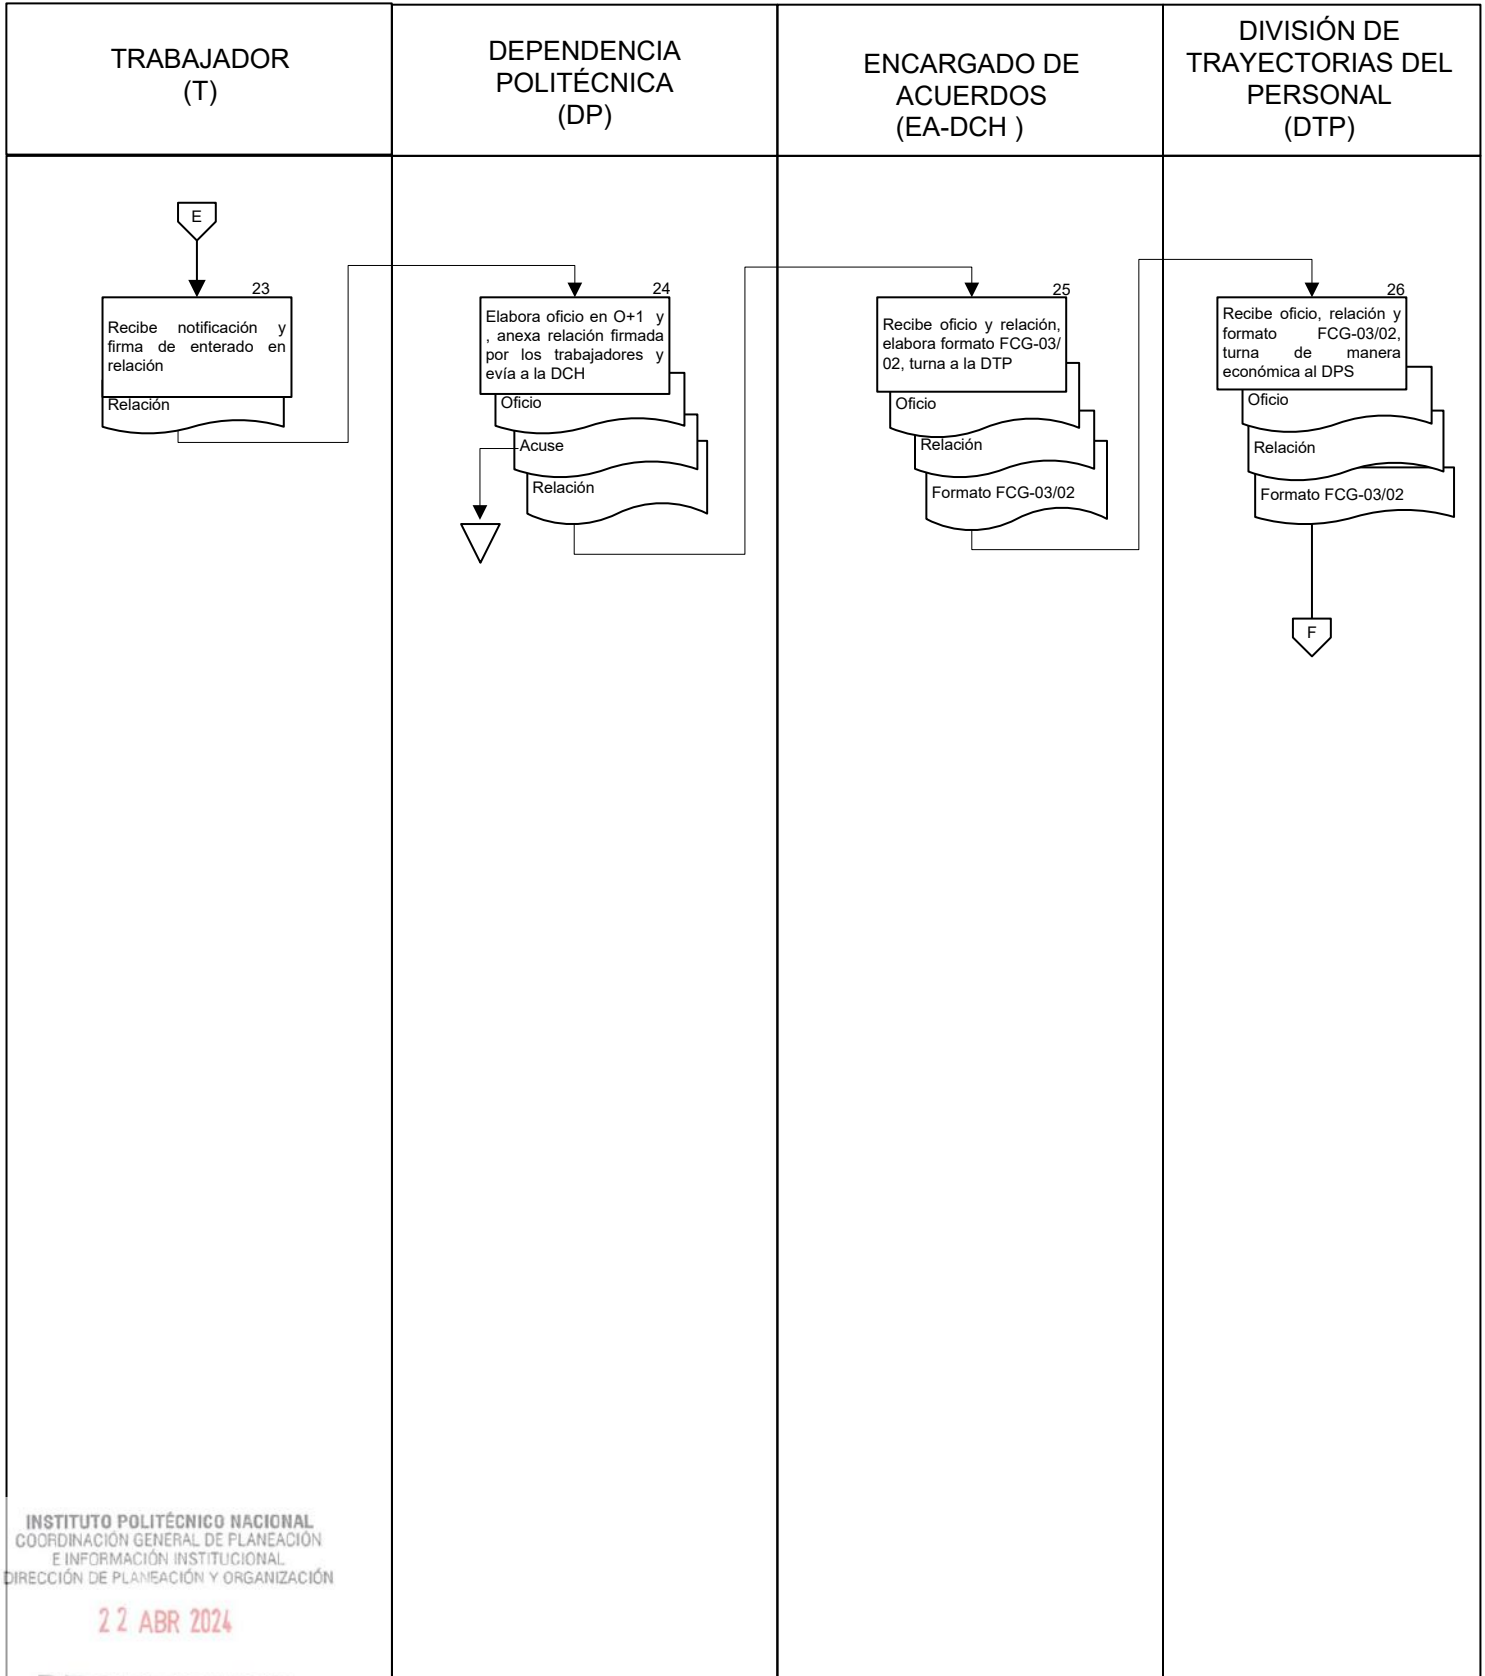 TRABAJADOR
(T)
DEPENDENCIA
POLITÉCNICA
(DP)
ENCARGADO DE
ACUERDOS
(EA-DCH )
DIVISIÓN DE
TRAYECTORIAS DEL
PERSONAL
(DTP)
E
23
Recibe notificación y
firma de enterado en
relación
Relación
24
Elabora oficio en O+1 y
, anexa relación firmada
por los trabajadores y
evía a la DCH
Oficio
Acuse
Relación
25
Recibe oficio y relación,
elabora formato FCG-03/
02, turna a la DTP
Oficio
Relación
Formato FCG-03/02
26
Recibe oficio, relación y
formato FCG-03/02,
turna de manera
económica al DPS
Oficio
Relación
Formato FCG-03/02
F
INSTITUTO POLITÉCNICO NACIONAL
COORDINACIÓN GENERAL DE PLANEACIÓN
E INFORMACIÓN INSTITUCIONAL
DIRECCIÓN DE PLANEACIÓN Y ORGANIZACIÓN
22 ABR 2024